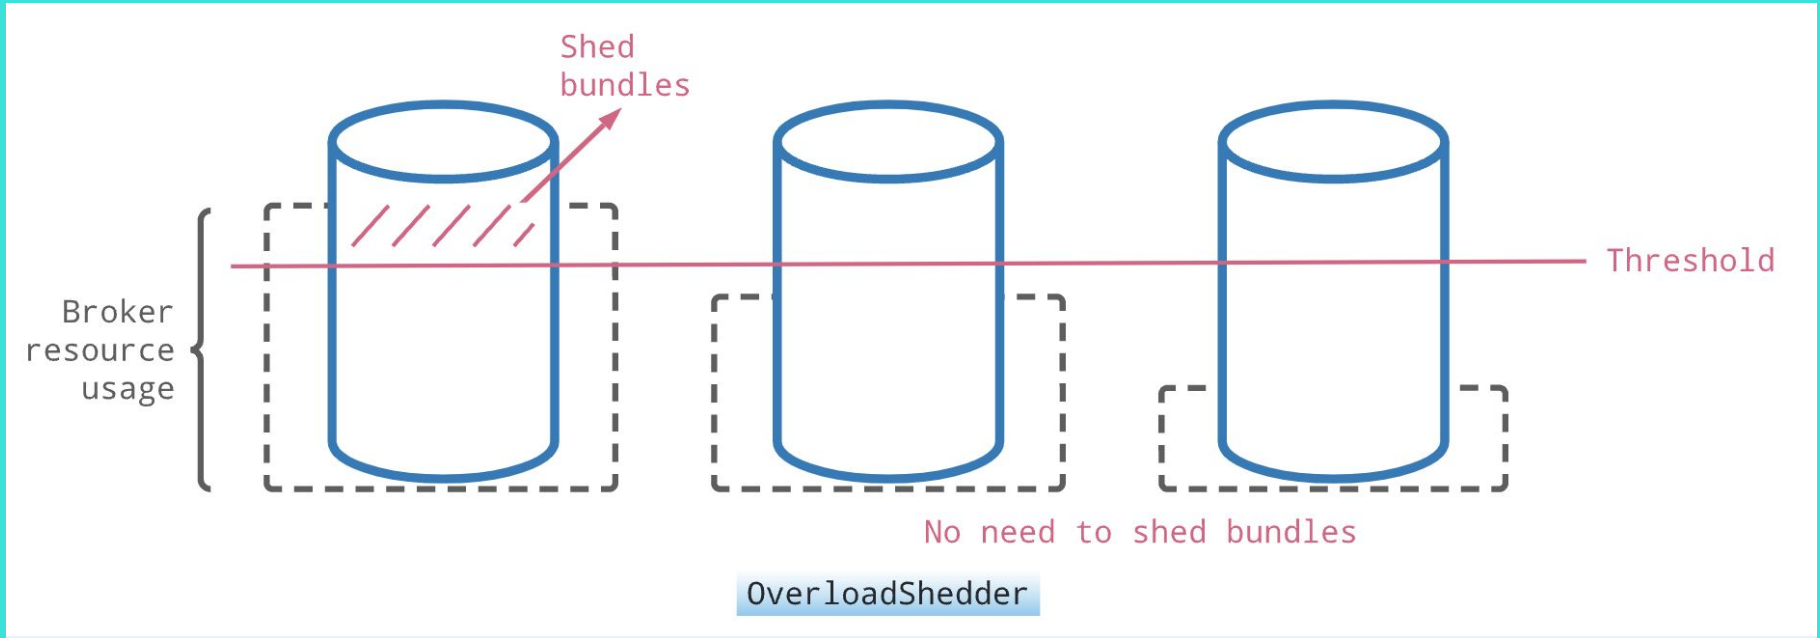 Shed
bundles
Threshold
Broker
resource
usage
No need to shed bundles
OverloadShedder